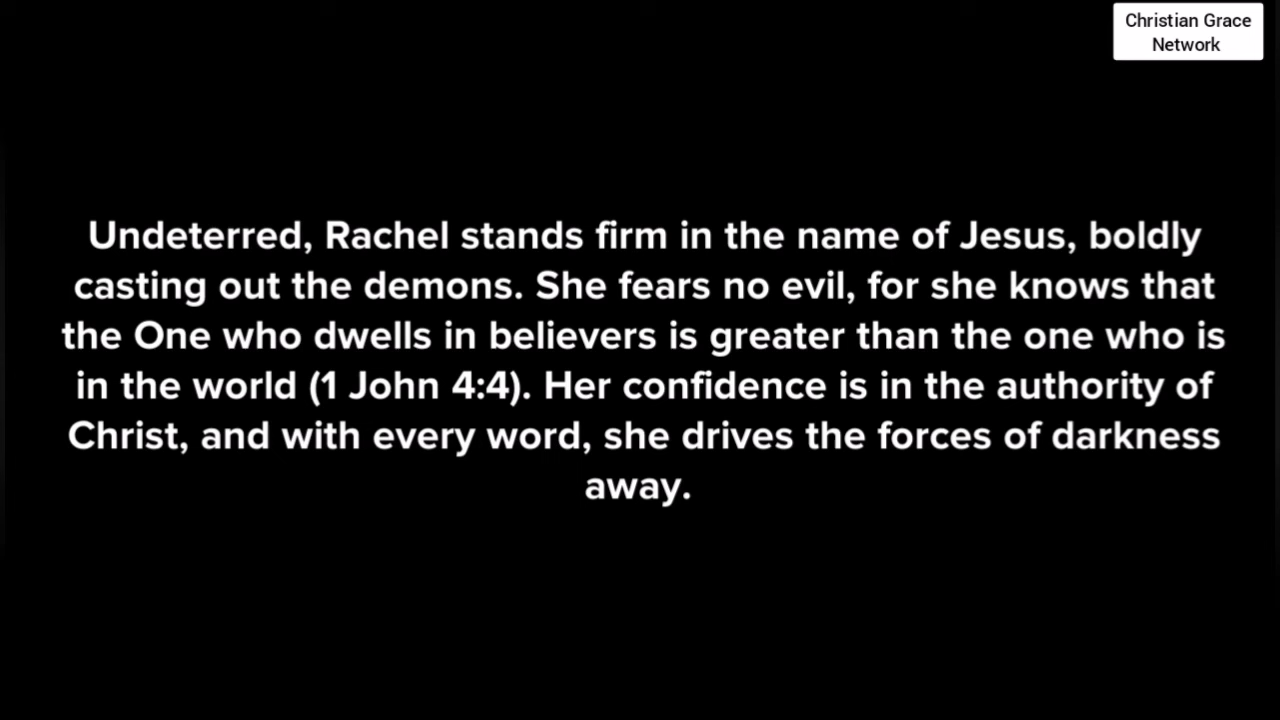 Christian Grace
Network
Undeterred, Rachel stands firm in the name of Jesus, boldly
casting out the demons. She fears no evil, for she knows that
the One who dwells in believers is greater than the one who is
in the world (1 John 4:4). Her confidence is in the authority of
Christ, and with every word, she drives the forces of darkness
away.